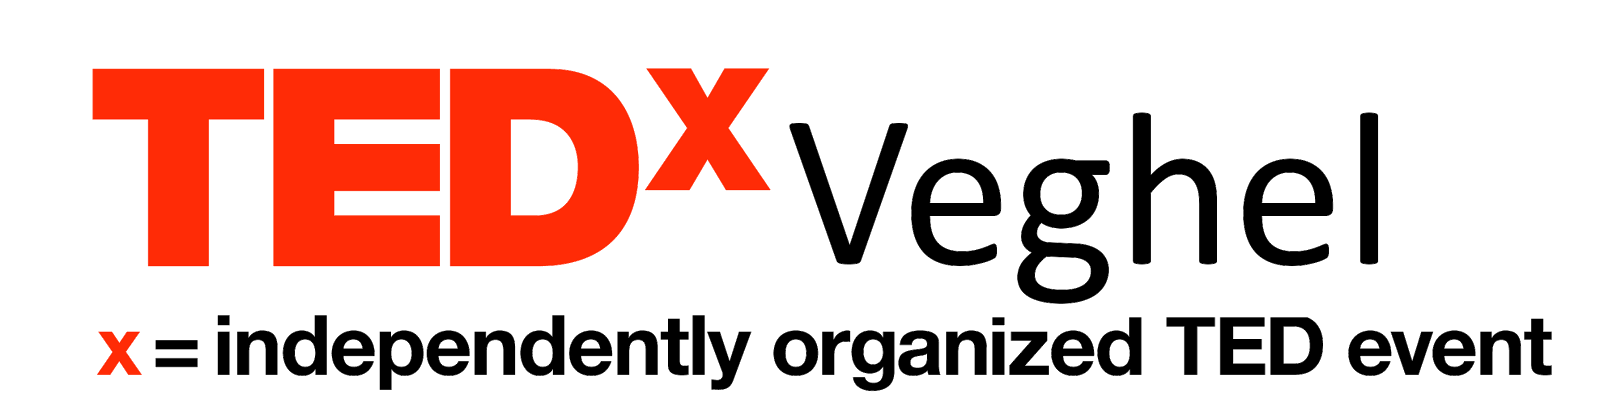 TEDx Veghel
x = independently organized TED event